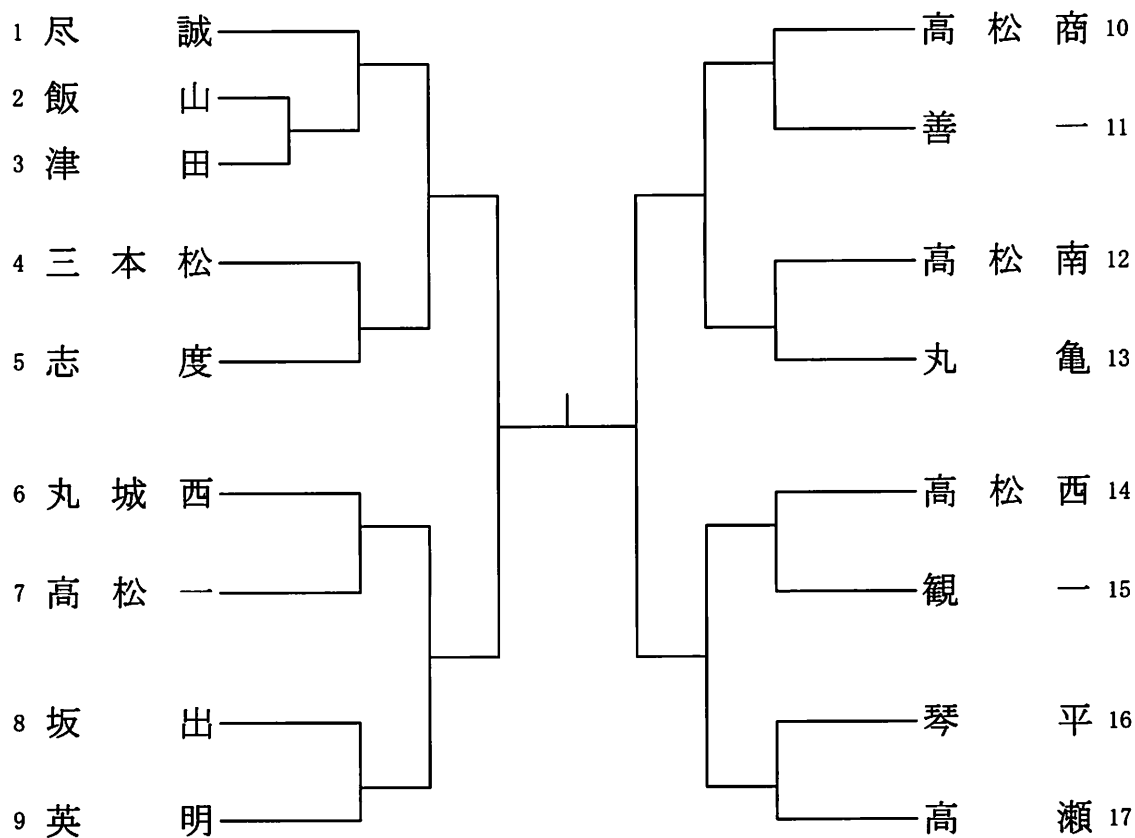 1 尽誠
2 飯山
3 津田
4 三本松
5 志度
6 丸城西
7 高松一
8 坂出
9 英明
高松商 10
善一 11
高松南 12
丸亀 13
高松西 14
観一 15
琴平 16
高瀬 17